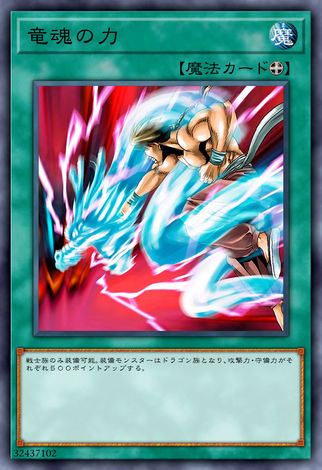 竜魂の力
魔
【魔法カード】
戦士族のみ装備可能。装備モンスターはドラゴン族となり、攻撃力・守備力がそ
れぞれ５００ポイントアップする。
32437102